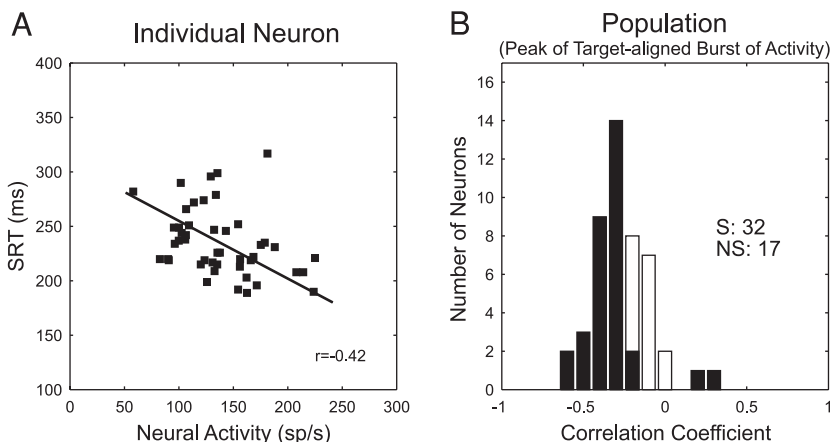 A
Individual Neuron
400
350
300
250
200
150
100
SRT (ms)
r=-0.42
0 50 100 150 200 250 300
Neural Activity (sp/s)
B
Population
(Peak of Target-aligned Burst of Activity)
16
14
12
10
8
6
4
2
0
Number of Neurons
S: 32
NS: 17
-1 -0.5 0 0.5 1
Correlation Coefficient